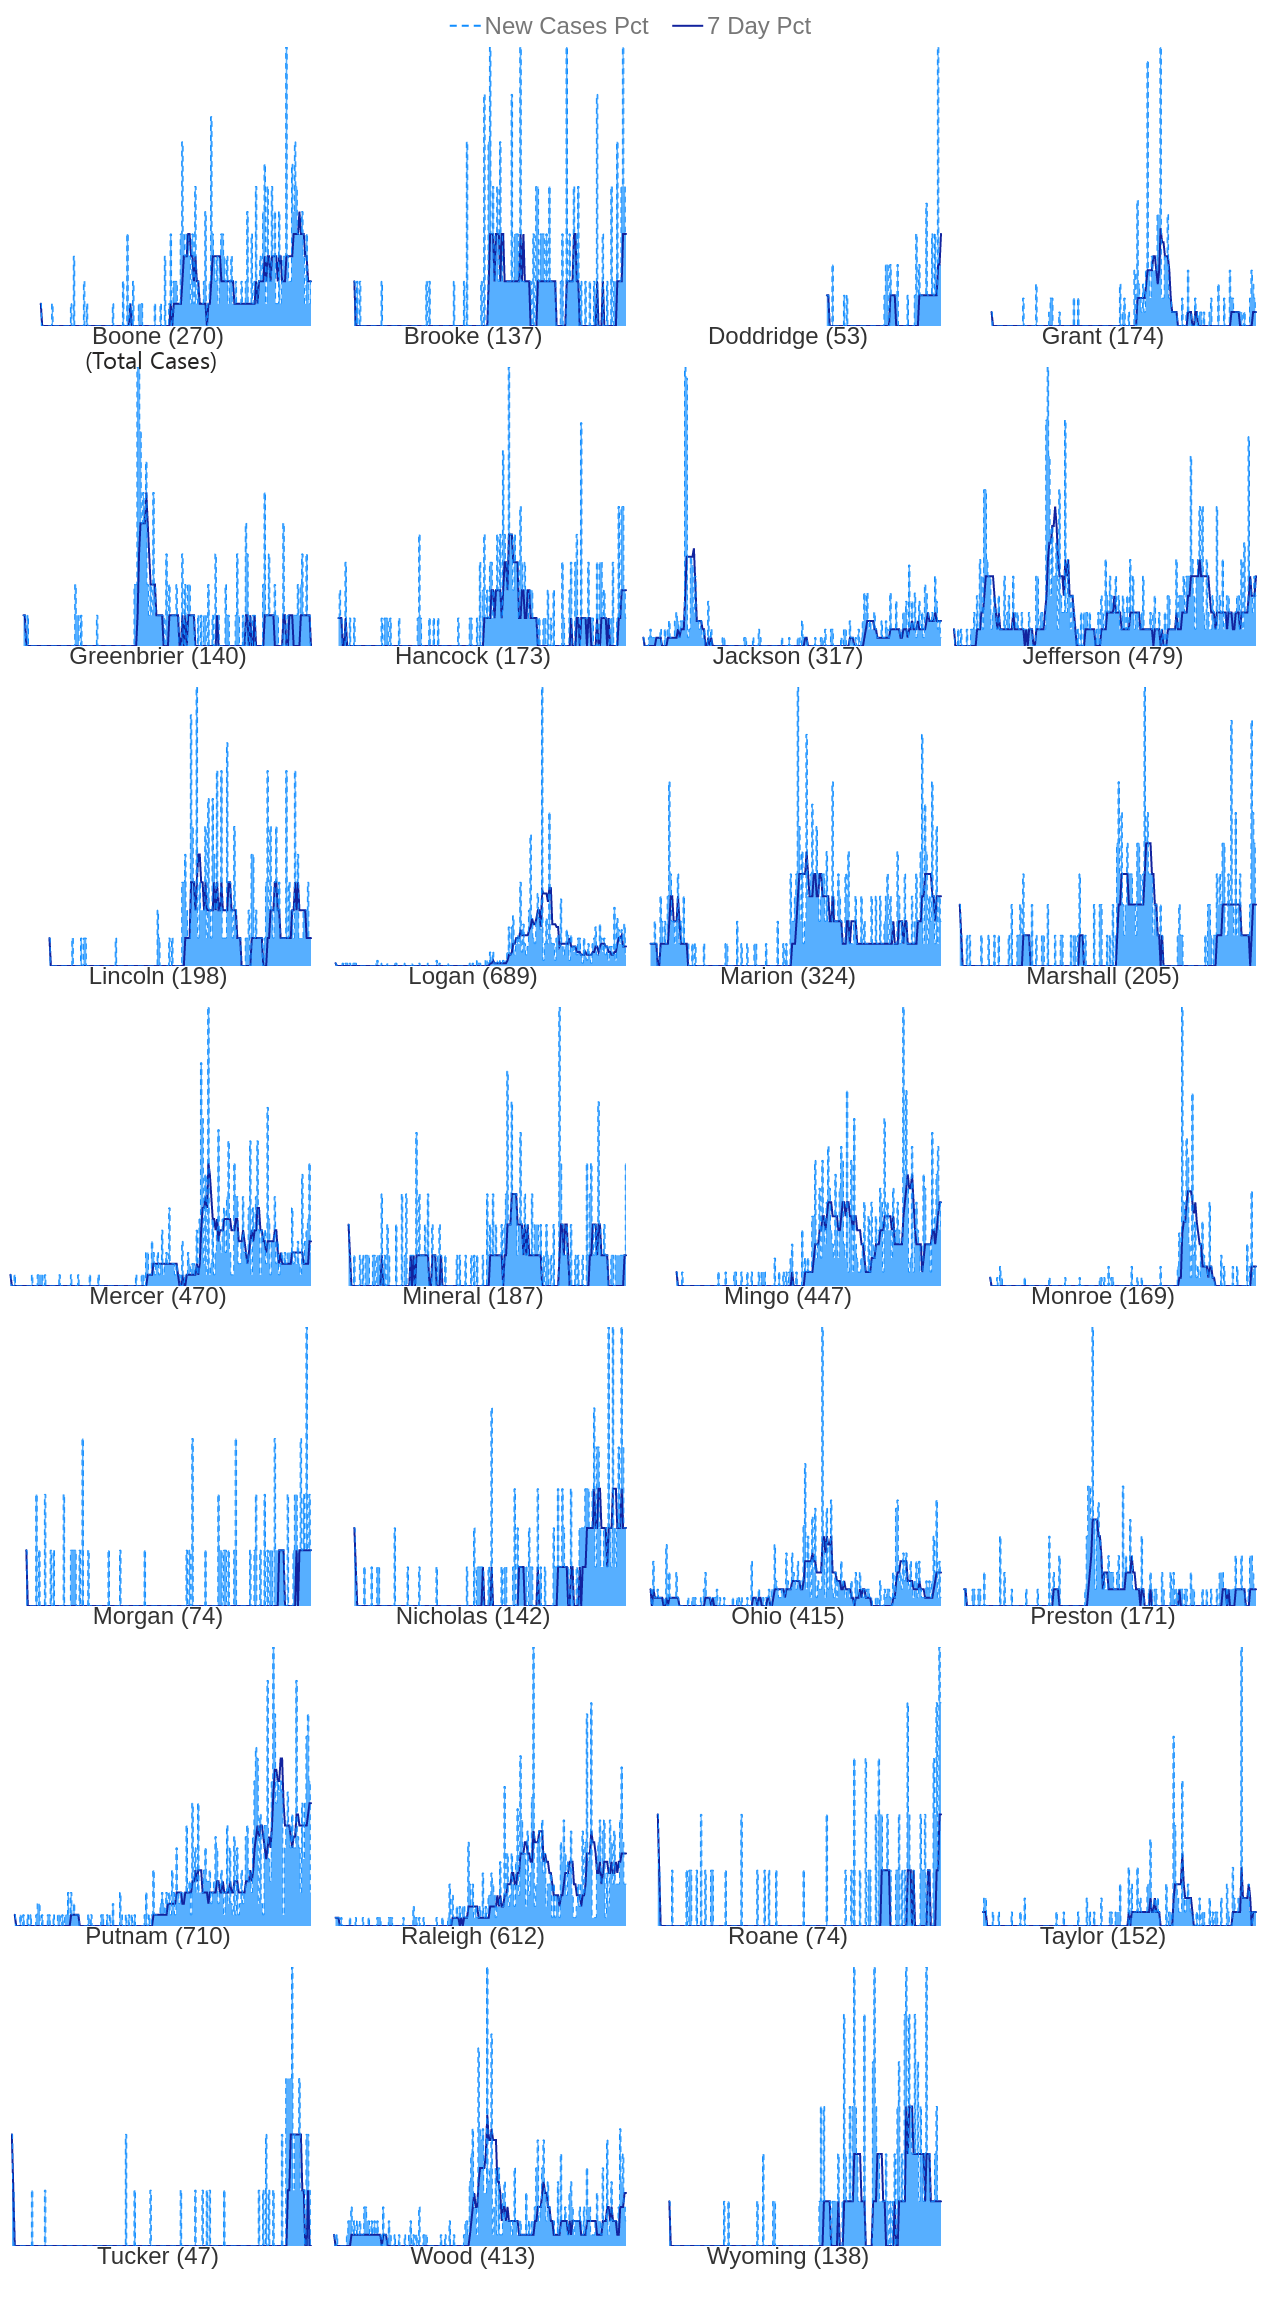 New Cases Pct 7 Day Pct
Boone (270) Brooke (137) Doddridge (53) Grant (174)
(Total Cases)
Greenbrier (140) Hancock (173) Jackson (317) Jefferson (479)
Lincoln (198) Logan (689) Marion (324) Marshall (205)
Mercer (470) Mineral (187) Mingo (447) Monroe (169)
Morgan (74) Nicholas (142) Ohio (415) Preston (171)
Putnam (710) Raleigh (612) Roane (74) Taylor (152)
Tucker (47) Wood (413) Wyoming (138)